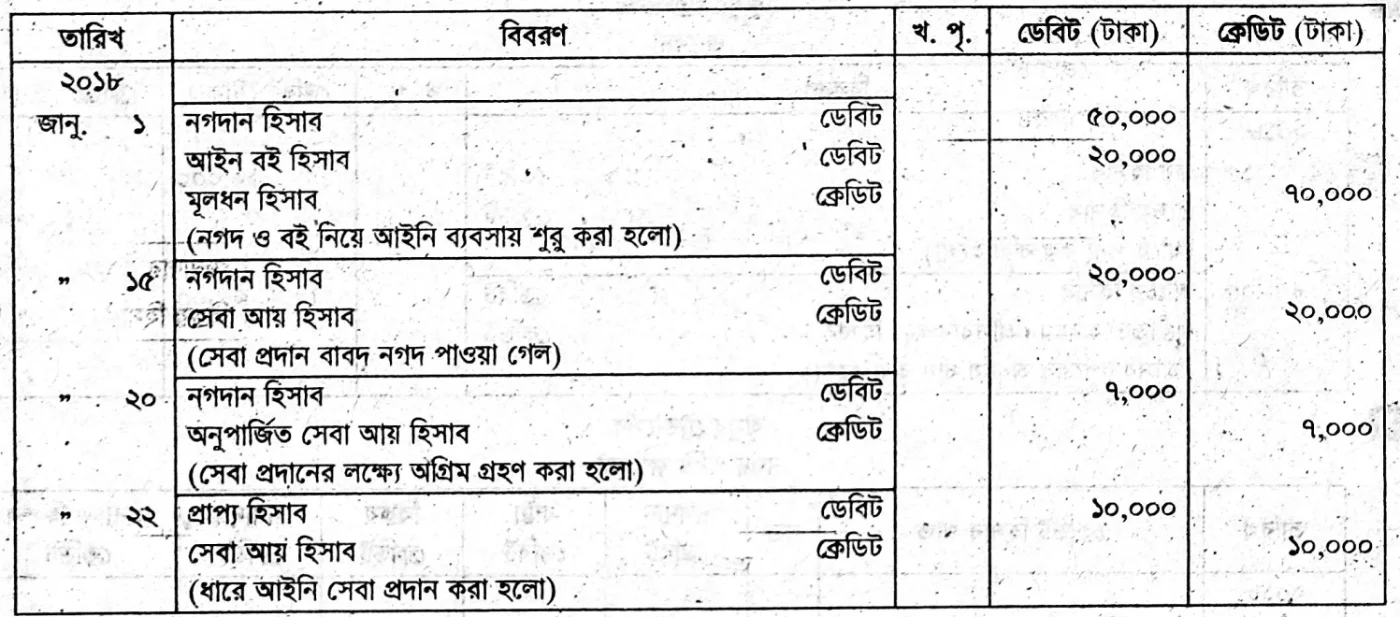 তারিখ বিবরণ খ. পৃ. ডেবিট (টাকা) ক্রেডিট (টাকা)
২০১৮
জানু. ১ নগদান হিসাব ডেবিট ৫০,০০০
আইন বই হিসাব ডেবিট ২০,০০০
মূলধন হিসাব ক্রেডিট ৭০,০০০
(নগদ ও বই নিয়ে আইনি ব্যবসায় শুরু করা হলো)
" ১৫ নগদান হিসাব ডেবিট ২০,০০০
সেবা আয় হিসাব ক্রেডিট ২০,০০০
(সেবা প্রদান বাবদ নগদ পাওয়া গেল)
" ২০ নগদান হিসাব ডেবিট ৭,০০০
অনুপার্জিত সেবা আয় হিসাব ক্রেডিট ৭,০০০
(সেবা প্রদানের লক্ষ্যে অগ্রিম গ্রহণ করা হলো)
" ২২ প্রাপ্য হিসাব ডেবিট ১০,০০০
সেবা আয় হিসাব ক্রেডিট ১০,০০০
(ধারে আইনি সেবা প্রদান করা হলো)